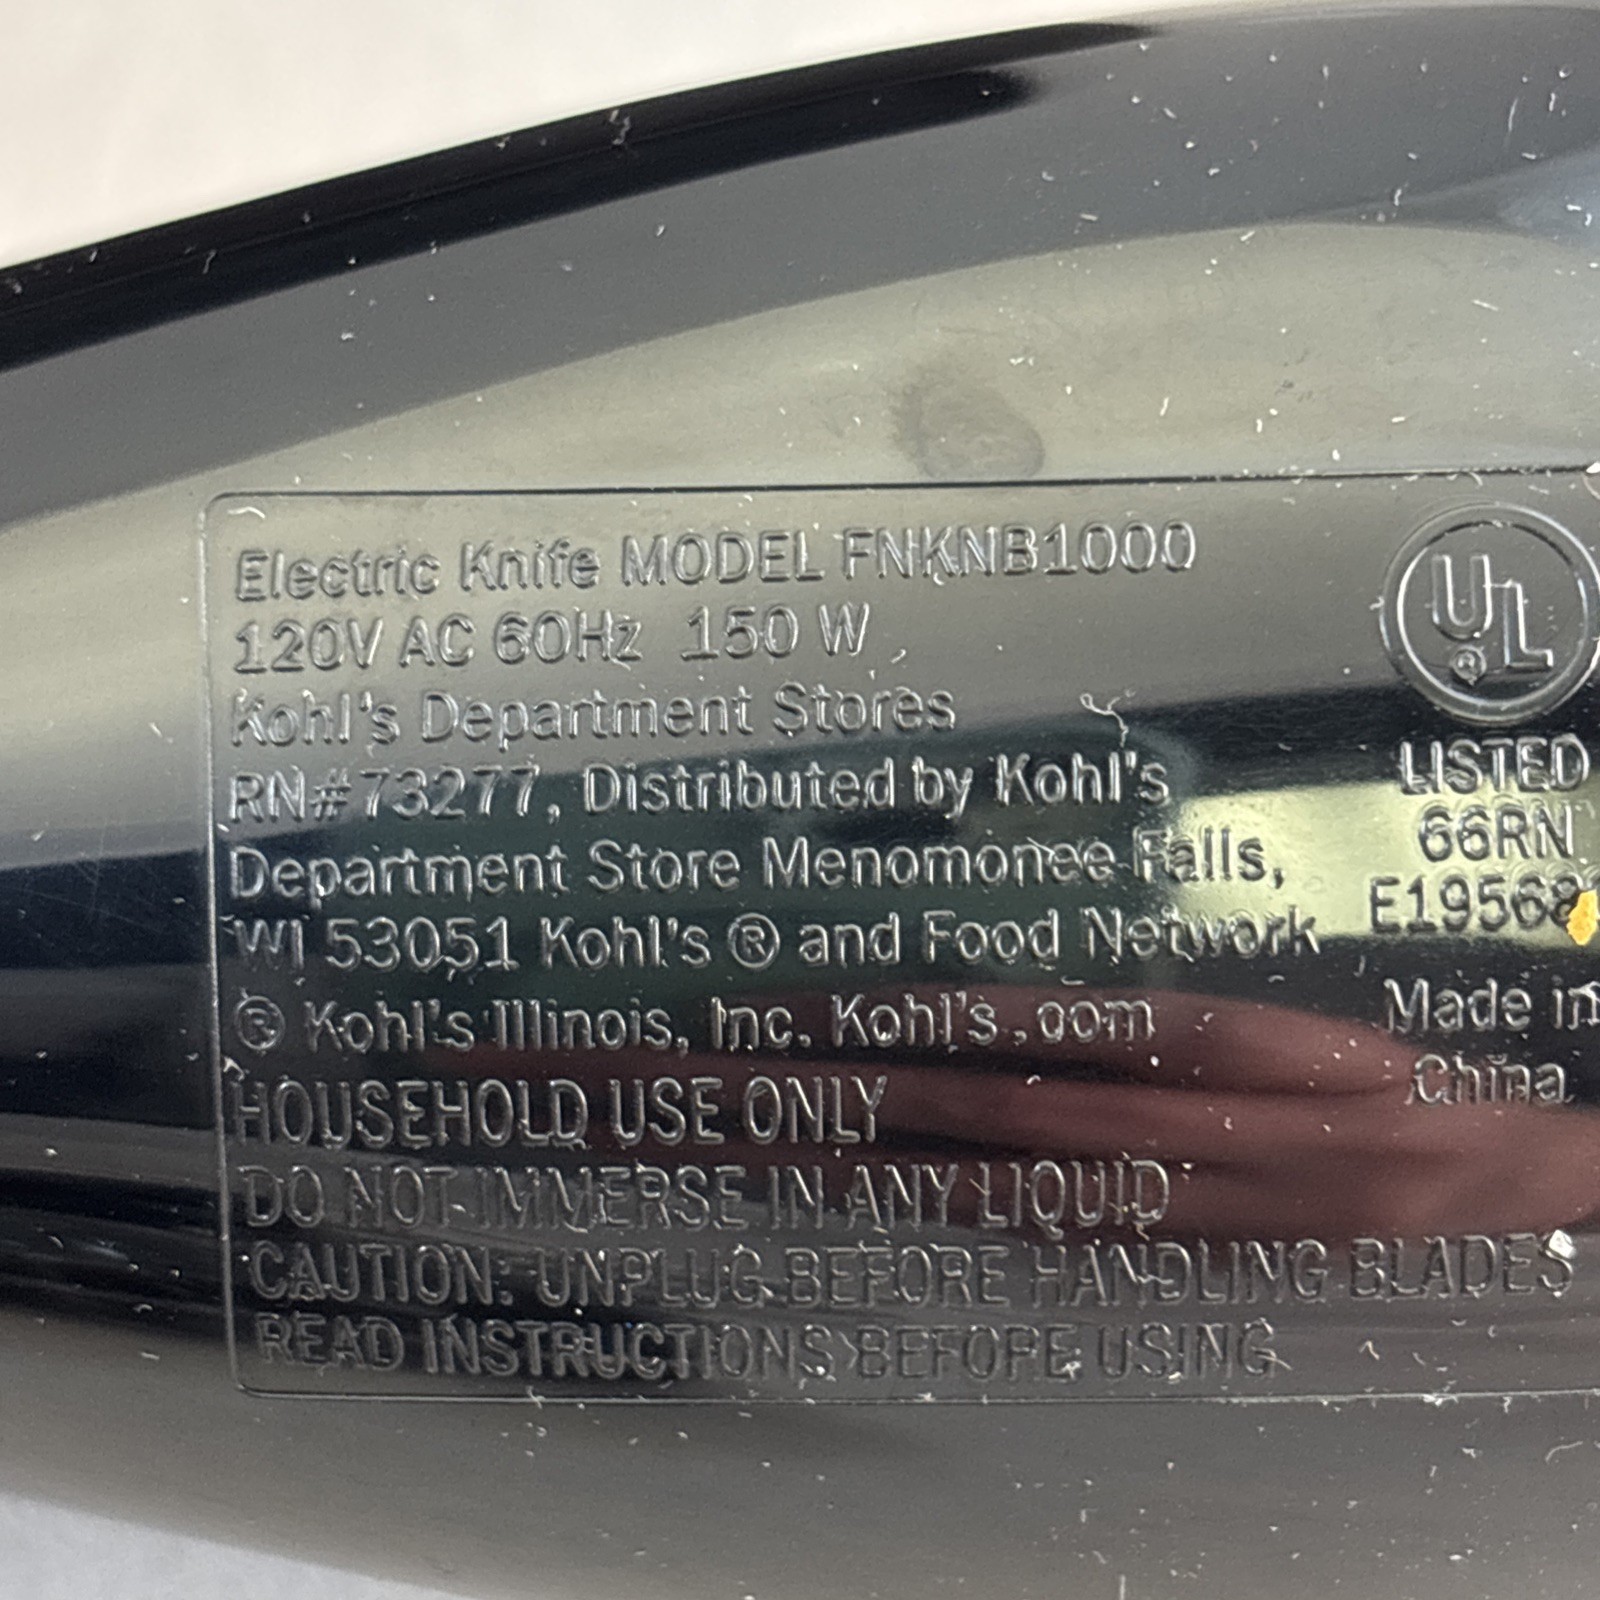 Electric Knife MODEL FNKNB1000
120V AC 60Hz 150 W
Kohl's Department Stores
RN#73277, Distributed by Kohl's
Department Store Menomonee Falls,
WI 53051 Kohl's ® and Food Network
® Kohl's Illinois, Inc. Kohl's.com
HOUSEHOLD USE ONLY
DO NOT IMMERSE IN ANY LIQUID
CAUTION: UNPLUG BEFORE HANDLING BLADES
READ INSTRUCTIONS BEFORE USING
UL
®
LISTED
66RN
Made in
China